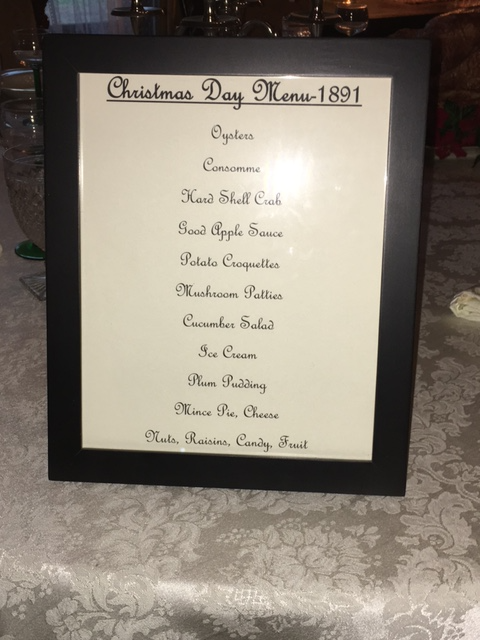 Christmas Day Menu-1891
Oysters
Consomme
Hard Shell Crab
Good Apple Sauce
Potato Croquettes
Mushroom Patties
Cucumber Salad
Ice Cream
Plum Pudding
Mince Pie, Cheese
Nuts, Raisins, Candy, Fruit